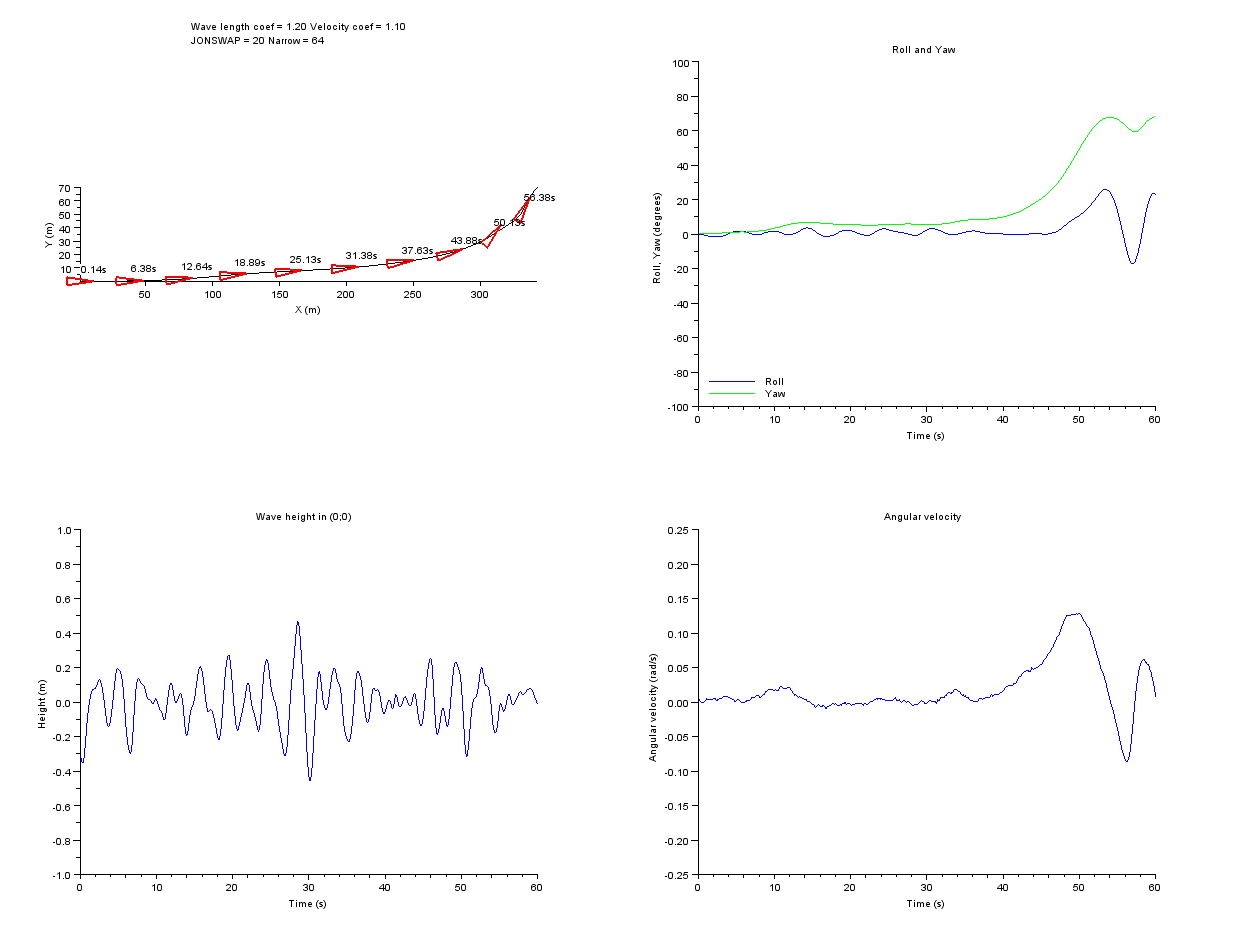 Wave length coef = 1.20 Velocity coef = 1.10
JONSWAP = 20 Narrow = 64
70
60
50
40
30
20
10
0.14s
6.38s
12.64s
18.89s
25.13s
31.38s
37.63s
43.88s
50.13s
56.38s
Y (m)
50
100
150
200
250
300
X (m)
Roll and Yaw
100
80
60
40
20
0
-20
-40
-60
-80
-100
Roll, Yaw (degrees)
Roll
Yaw
0
10
20
30
40
50
60
Time (s)
Wave height in (0;0)
1.0
0.8
0.6
0.4
0.2
0.0
-0.2
-0.4
-0.6
-0.8
-1.0
Height (m)
0
10
20
30
40
50
60
Time (s)
Angular velocity
0.25
0.20
0.15
0.10
0.05
0.00
-0.05
-0.10
-0.15
-0.20
-0.25
Angular velocity (rad/s)
0
10
20
30
40
50
60
Time (s)